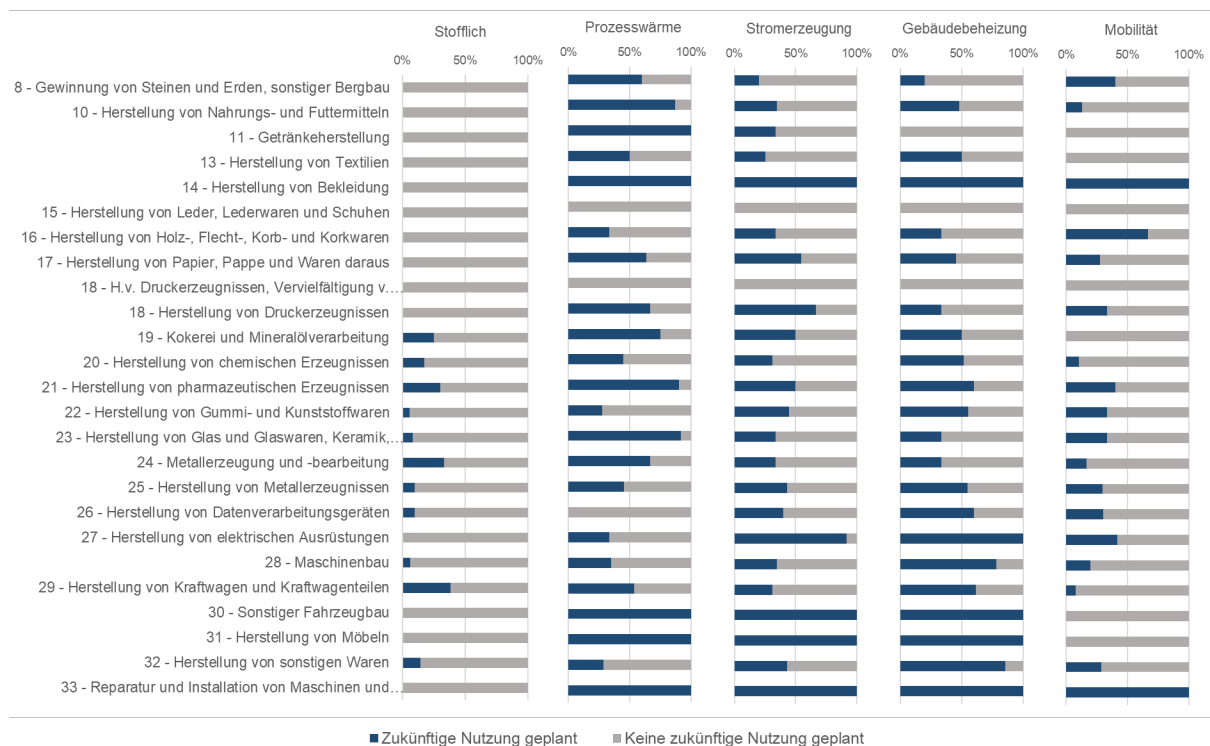 Stofflich
Prozesswärme
Stromerzeugung
Gebäudebeheizung
Mobilität
0% 50% 100%
0% 50% 100%
0% 50% 100%
0% 50% 100%
0% 50% 100%
8 - Gewinnung von Steinen und Erden, sonstiger Bergbau
10 - Herstellung von Nahrungs- und Futtermitteln
11 - Getränkeherstellung
13 - Herstellung von Textilien
14 - Herstellung von Bekleidung
15 - Herstellung von Leder, Lederwaren und Schuhen
16 - Herstellung von Holz-, Flecht-, Korb- und Korkwaren
17 - Herstellung von Papier, Pappe und Waren daraus
18 - H.v. Druckerzeugnissen, Vervielfältigung v.…
18 - Herstellung von Druckerzeugnissen
19 - Kokerei und Mineralölverarbeitung
20 - Herstellung von chemischen Erzeugnissen
21 - Herstellung von pharmazeutischen Erzeugnissen
22 - Herstellung von Gummi- und Kunststoffwaren
23 - Herstellung von Glas und Glaswaren, Keramik,…
24 - Metallerzeugung und -bearbeitung
25 - Herstellung von Metallerzeugnissen
26 - Herstellung von Datenverarbeitungsgeräten
27 - Herstellung von elektrischen Ausrüstungen
28 - Maschinenbau
29 - Herstellung von Kraftwagen und Kraftwagenteilen
30 - Sonstiger Fahrzeugbau
31 - Herstellung von Möbeln
32 - Herstellung von sonstigen Waren
33 - Reparatur und Installation von Maschinen und…
Zukünftige Nutzung geplant
Keine zukünftige Nutzung geplant